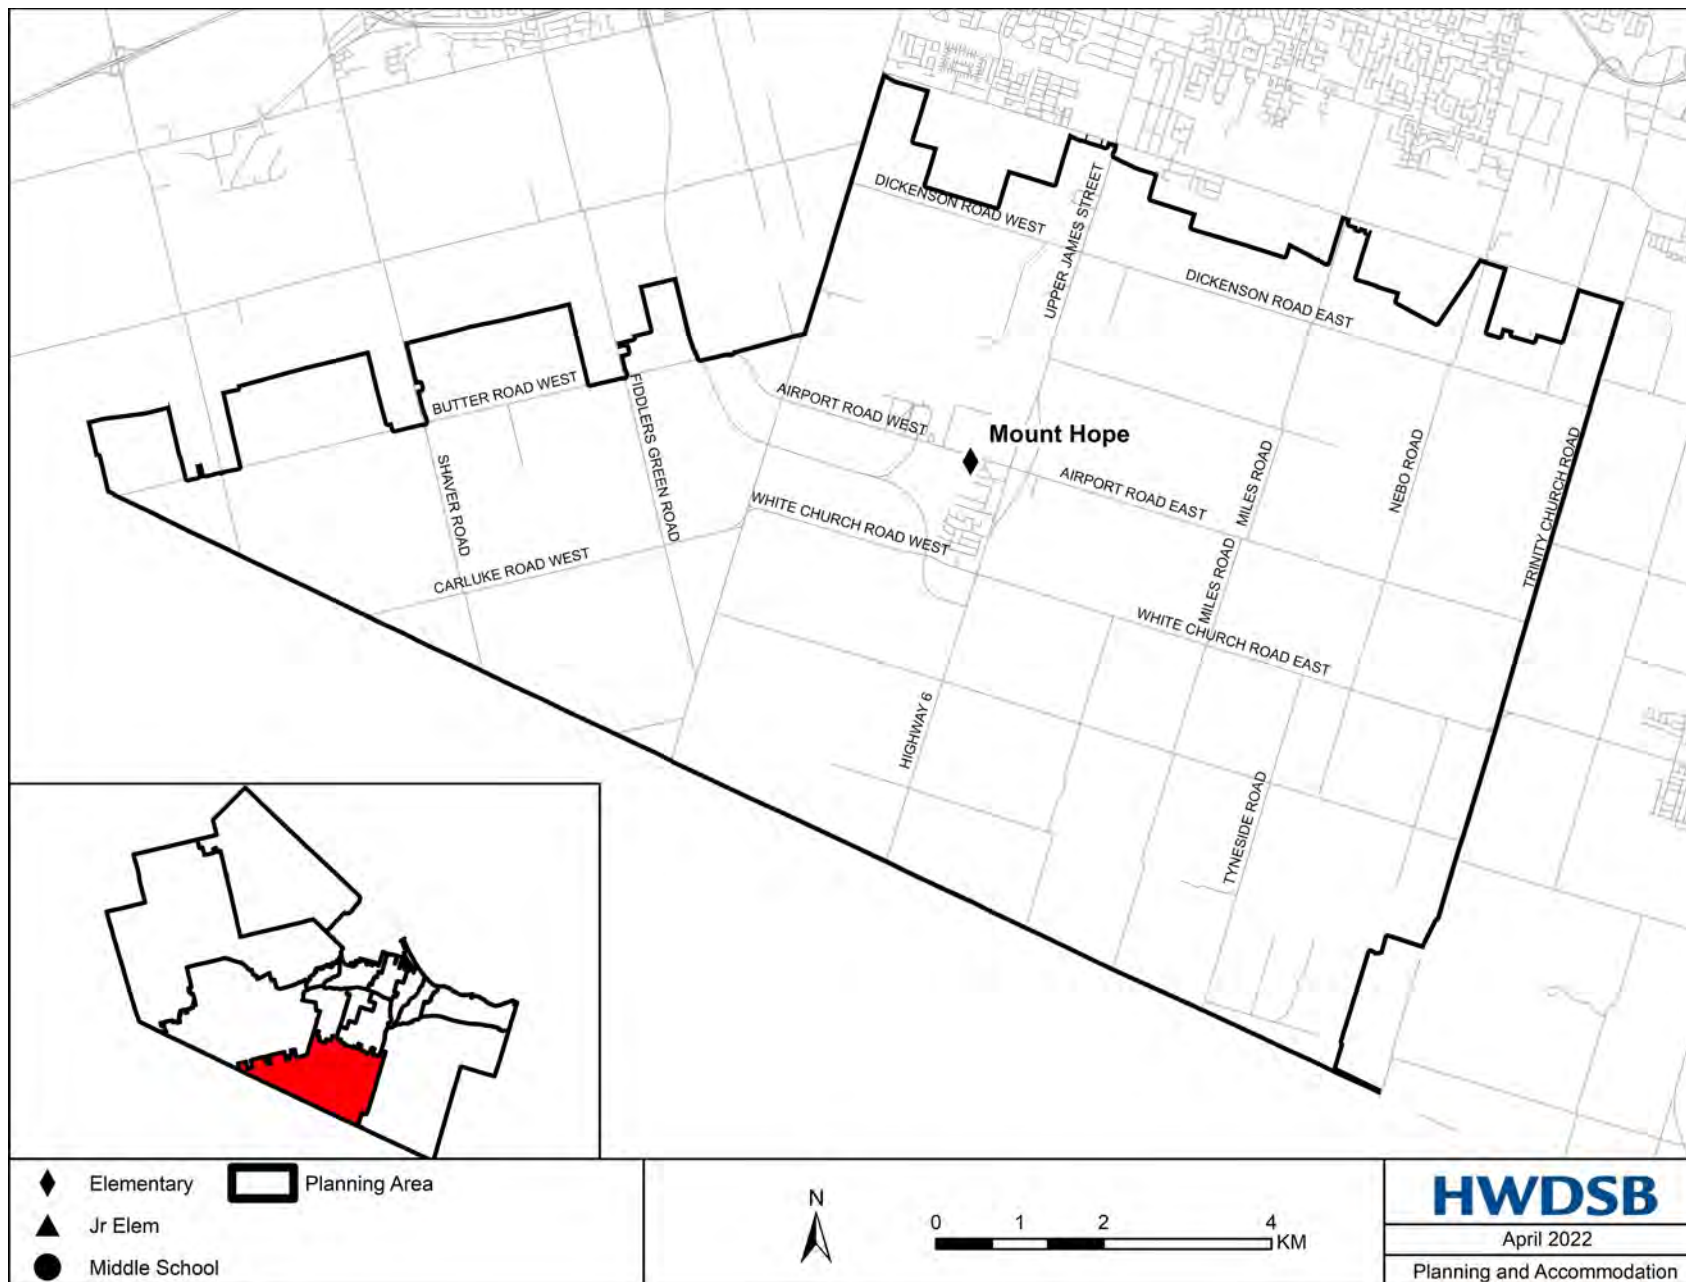 DICKENSON ROAD WEST
UPPER JAMES STREET
DICKENSON ROAD EAST
BUTTER ROAD WEST
FIDDLERS GREEN ROAD
AIRPORT ROAD WEST
Mount Hope
SHAVER ROAD
AIRPORT ROAD EAST
MILES ROAD
NEBO ROAD
TRINITY CHURCH ROAD
WHITE CHURCH ROAD WEST
CARLUKE ROAD WEST
MILES ROAD
WHITE CHURCH ROAD EAST
HIGHWAY 6
TYNESIDE ROAD
Elementary
Planning Area
Jr Elem
Middle School
N
0 1 2 4
KM
HWDSB
April 2022
Planning and Accommodation